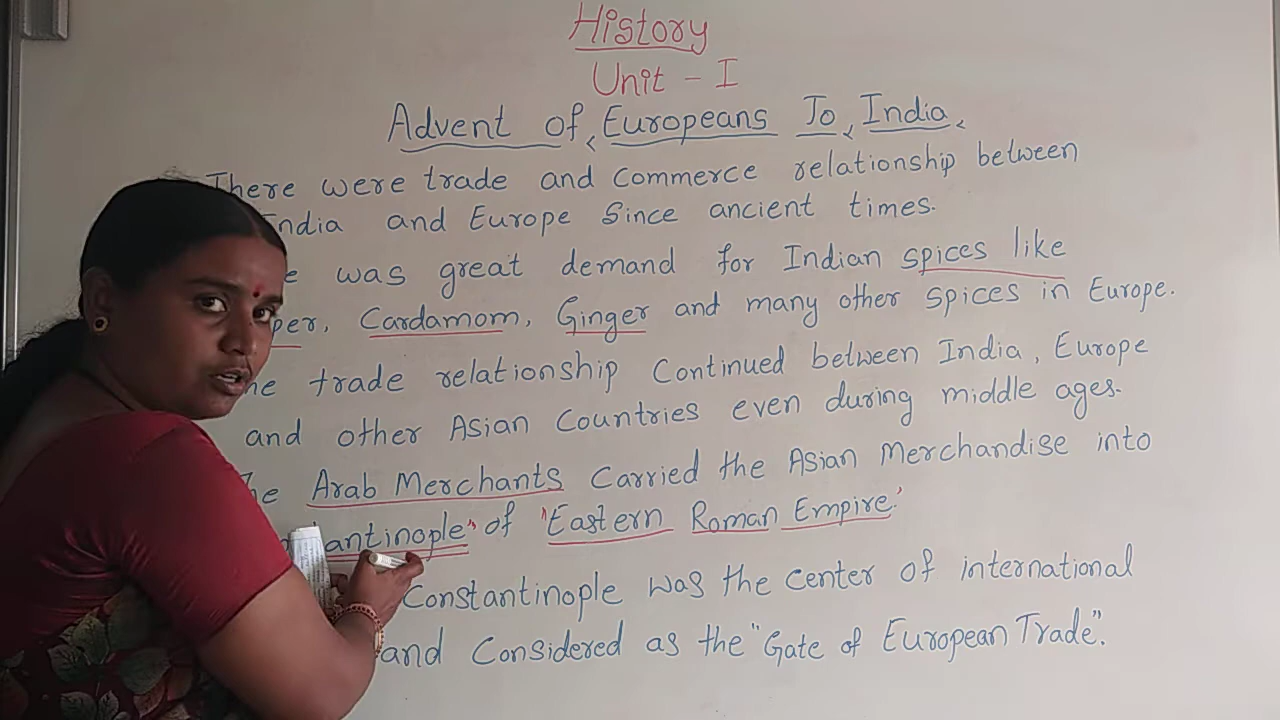 History
Unit - I
Advent of Europeans To India
There were trade and commerce relationship between
India and Europe Since ancient times.
was great demand for Indian spices like
per, Cardamom, Ginger and many other spices in Europe.
trade relationship Continued between India, Europe
and other Asian Countries even during middle ages.
Arab Merchants Carried the Asian Merchandise into
antinople" of "Eastern Roman Empire'
Constantinople was the center of international
and Considered as the "Gate of European Trade".